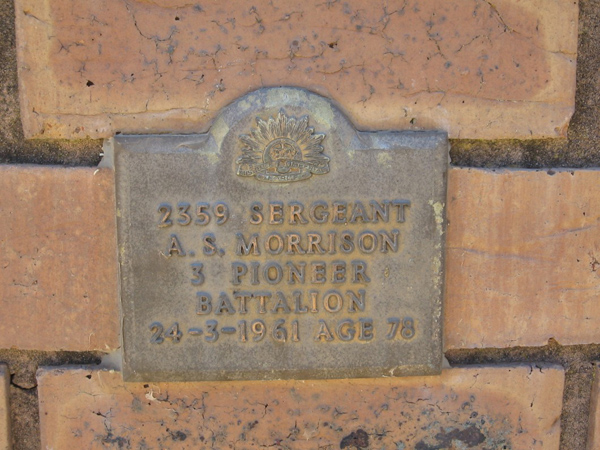 2359 SERGEANT
A. S. MORRISON
3 PIONEER
BATTALION
24-3-1961 AGE 78